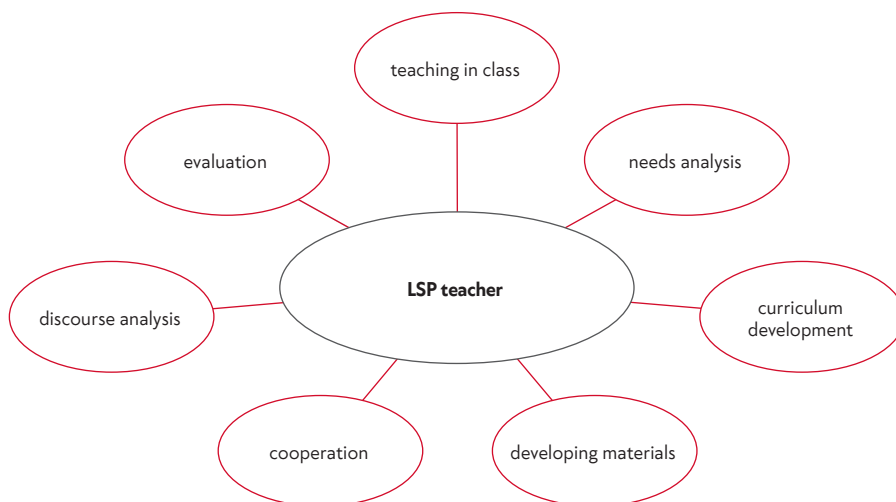 teaching in class
evaluation
needs analysis
LSP teacher
discourse analysis
curriculum
development
cooperation
developing materials